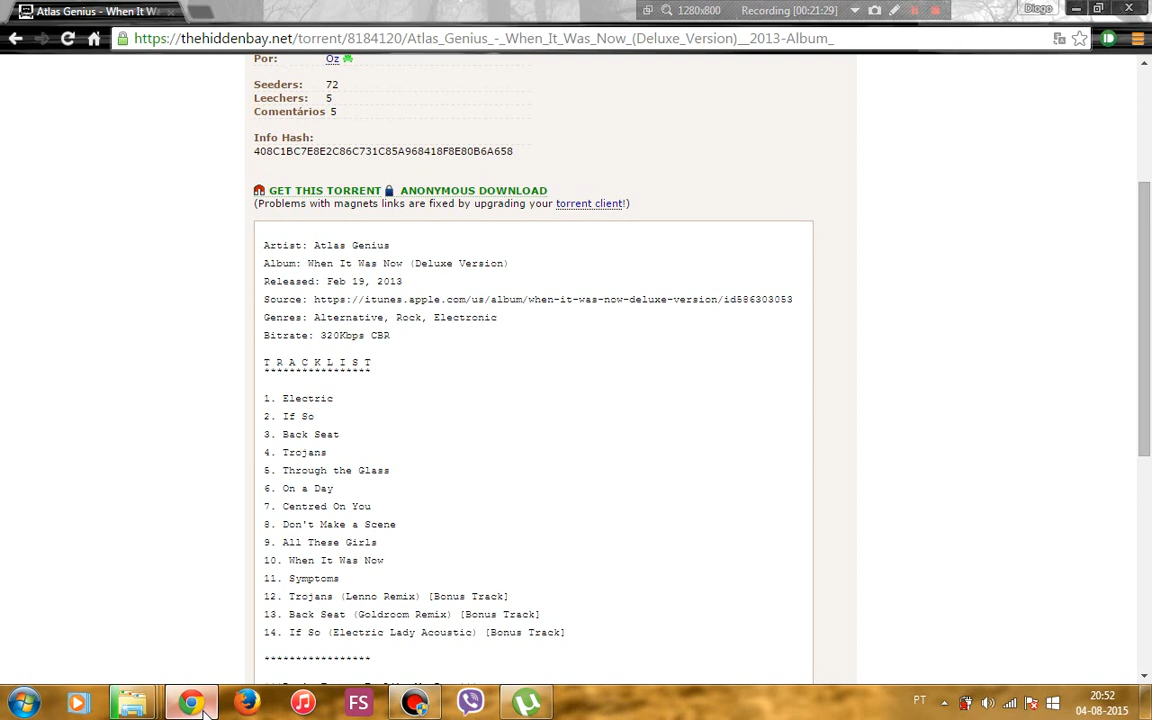 Atlas Genius - When It W
1280x800
Recording [00:21:29]
Diogo
https://thehiddenbay.net/torrent/8184120/Atlas_Genius_-_When_It_Was_Now_(Deluxe_Version)__2013-Album_
Por: Oz
Seeders: 72
Leechers: 5
Comentários 5
Info Hash:
408C1BC7E8E2C86C731C85A968418F8E80B6A658
GET THIS TORRENT ANONYMOUS DOWNLOAD
(Problems with magnets links are fixed by upgrading your torrent client!)
Artist: Atlas Genius
Album: When It Was Now (Deluxe Version)
Released: Feb 19, 2013
Source: https://itunes.apple.com/us/album/when-it-was-now-deluxe-version/id586303053
Genres: Alternative, Rock, Electronic
Bitrate: 320Kbps CBR
T R A C K L I S T
*****************
1. Electric
2. If So
3. Back Seat
4. Trojans
5. Through the Glass
6. On a Day
7. Centred On You
8. Don't Make a Scene
9. All These Girls
10. When It Was Now
11. Symptoms
12. Trojans (Lenno Remix) [Bonus Track]
13. Back Seat (Goldroom Remix) [Bonus Track]
14. If So (Electric Lady Acoustic) [Bonus Track]
*****************
FS
PT
20:52
04-08-2015